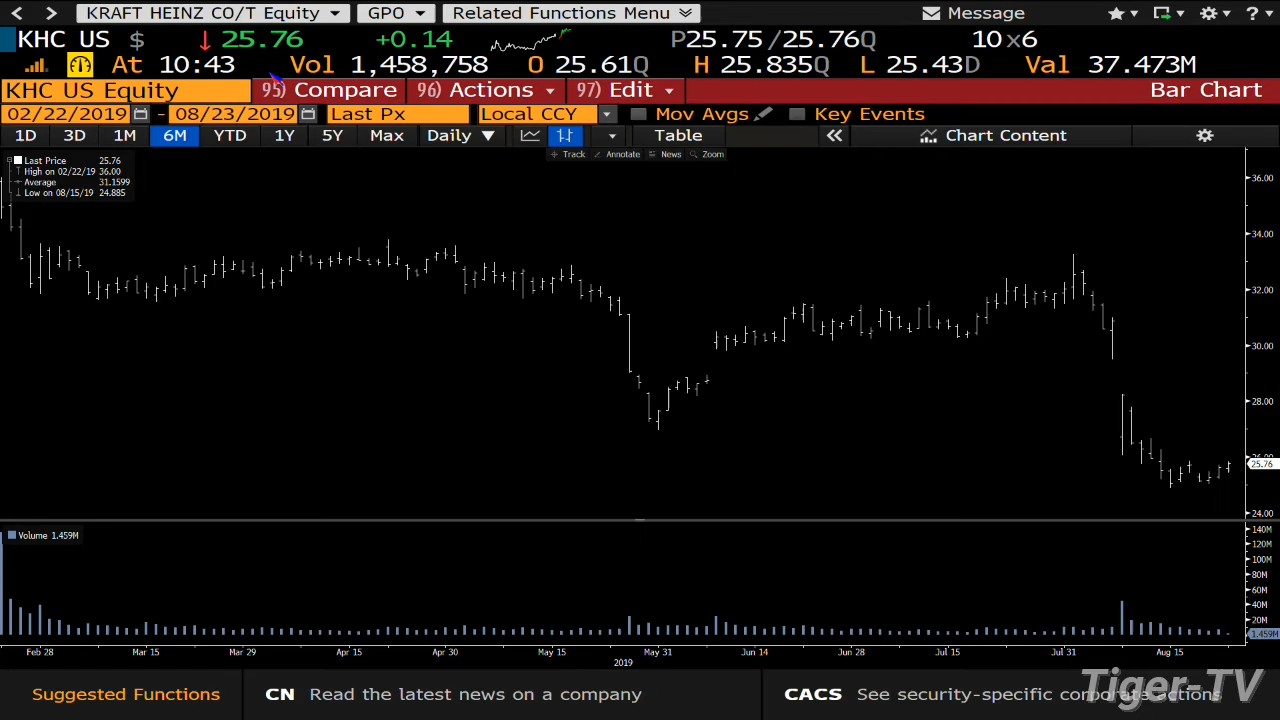 KRAFT HEINZ CO/T Equity GPO Related Functions Menu Message ?
KHC US $ ↓ 25.76 +0.14 P25.75/25.76Q 10×6
At 10:43 Vol 1,458,758 O 25.61Q H 25.835Q L 25.43D Val 37.473M
KHC US Equity 95) Compare 96) Actions 97) Edit Bar Chart
02/22/2019 - 08/23/2019 Last Px Local CCY Mov Avgs Key Events
1D 3D 1M 6M YTD 1Y 5Y Max Daily ▼ Table « Chart Content
Track Annotate News Zoom
Last Price 25.76
High on 02/22/19 36.00
Average 31.1599
Low on 08/15/19 24.885
36.00
34.00
32.00
30.00
28.00
26.00
25.76
24.00
Volume 1.459M
140M
120M
100M
80M
60M
40M
20M
1.459M
Feb 28 Mar 15 Mar 29 Apr 15 Apr 30 May 15 May 31 Jun 14 Jun 28 Jul 15 Jul 31 Aug 15
2019
Suggested Functions CN Read the latest news on a company CACS See security-specific corporate actions
Tiger-TV